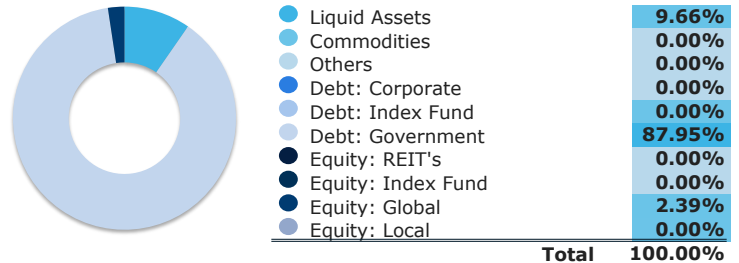 Liquid Assets 9.66%
Commodities 0.00%
Others 0.00%
Debt: Corporate 0.00%
Debt: Index Fund 0.00%
Debt: Government 87.95%
Equity: REIT's 0.00%
Equity: Index Fund 0.00%
Equity: Global 2.39%
Equity: Local 0.00%
Total 100.00%